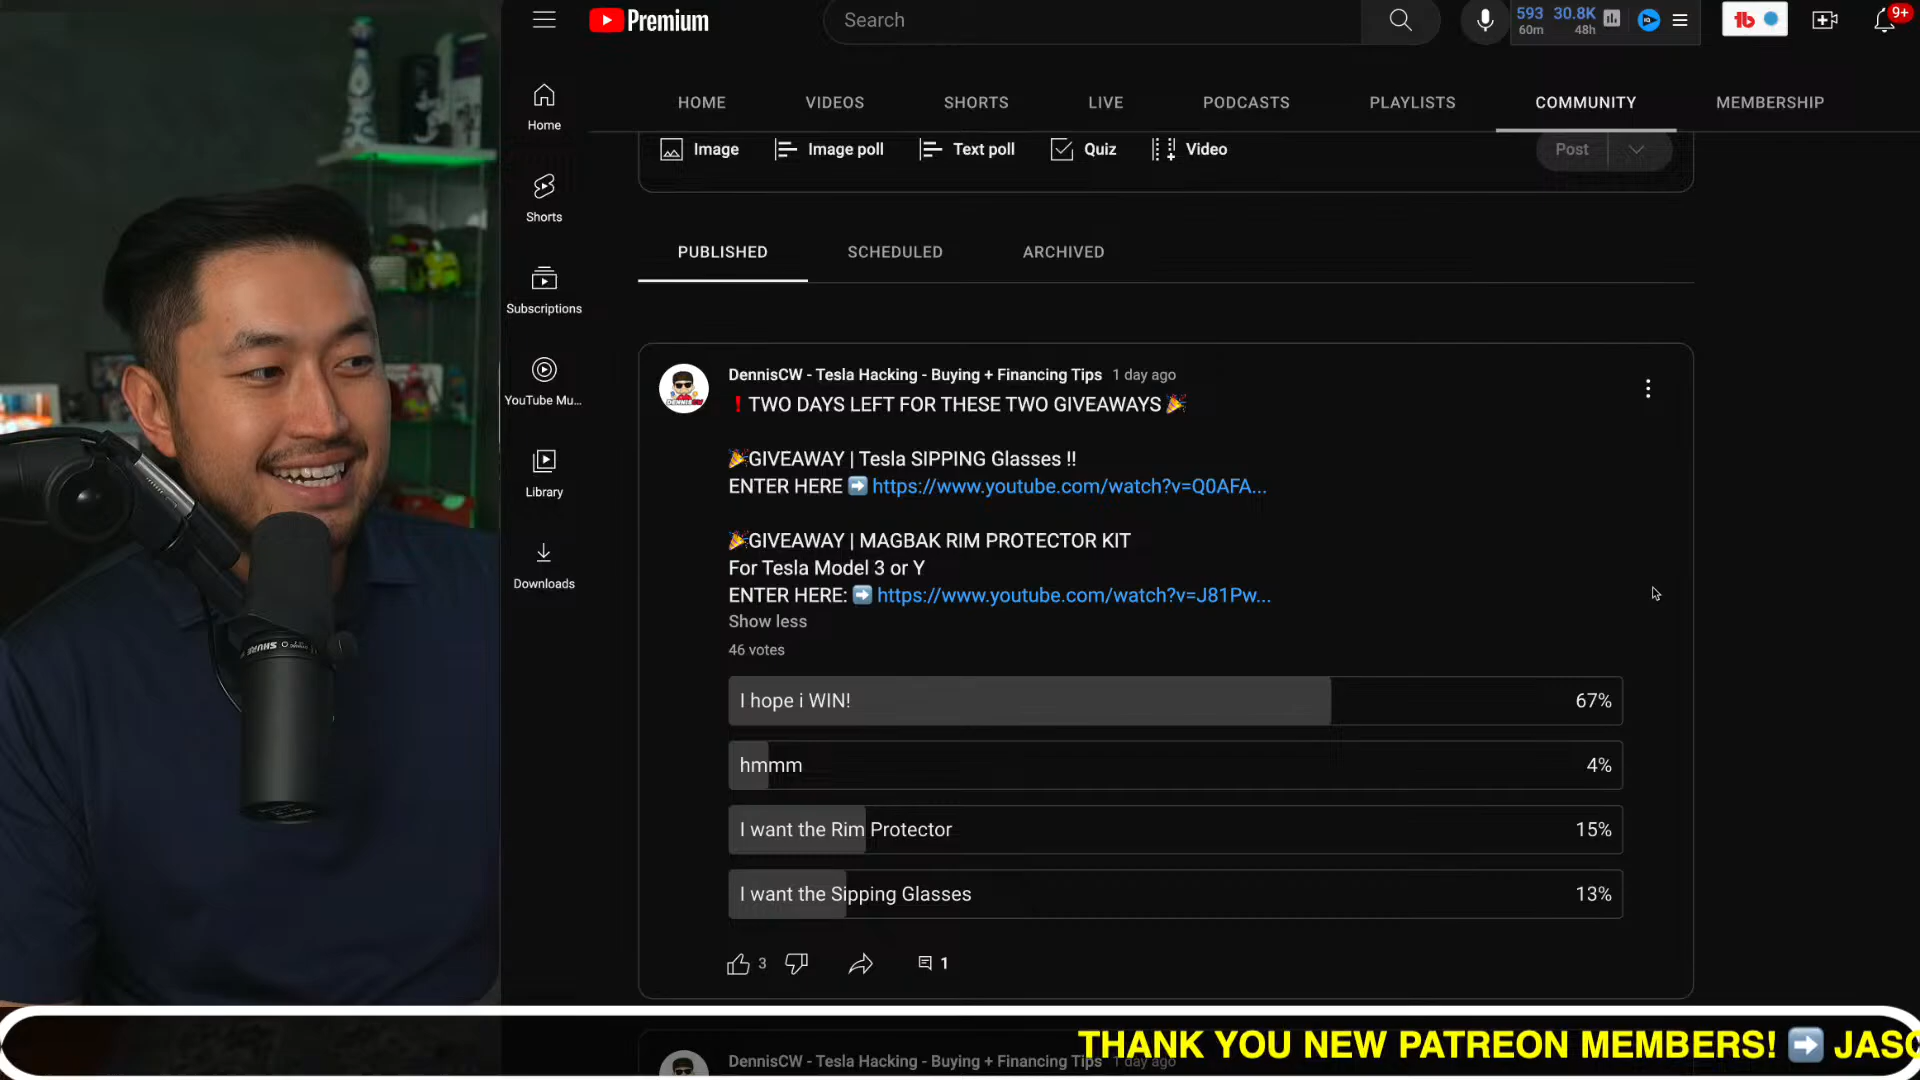 Premium
Search
593 30.8K
60m 48h
9+
HOME VIDEOS SHORTS LIVE PODCASTS PLAYLISTS COMMUNITY MEMBERSHIP
Home
Shorts
Subscriptions
YouTube Mu...
Library
Downloads
Image Image poll Text poll Quiz Video Post
PUBLISHED SCHEDULED ARCHIVED
DennisCW - Tesla Hacking - Buying + Financing Tips 1 day ago
❗TWO DAYS LEFT FOR THESE TWO GIVEAWAYS🎉
🎉GIVEAWAY | Tesla SIPPING Glasses !!
ENTER HERE ➡️ https://www.youtube.com/watch?v=Q0AFA...
🎉GIVEAWAY | MAGBAK RIM PROTECTOR KIT
For Tesla Model 3 or Y
ENTER HERE: ➡️ https://www.youtube.com/watch?v=J81Pw...
Show less
46 votes
I hope i WIN! 67%
hmmm 4%
I want the Rim Protector 15%
I want the Sipping Glasses 13%
3 1
DennisCW - Tesla Hacking - Buying + Financing Tips 1 day ago
THANK YOU NEW PATREON MEMBERS! ➡️
SHURE